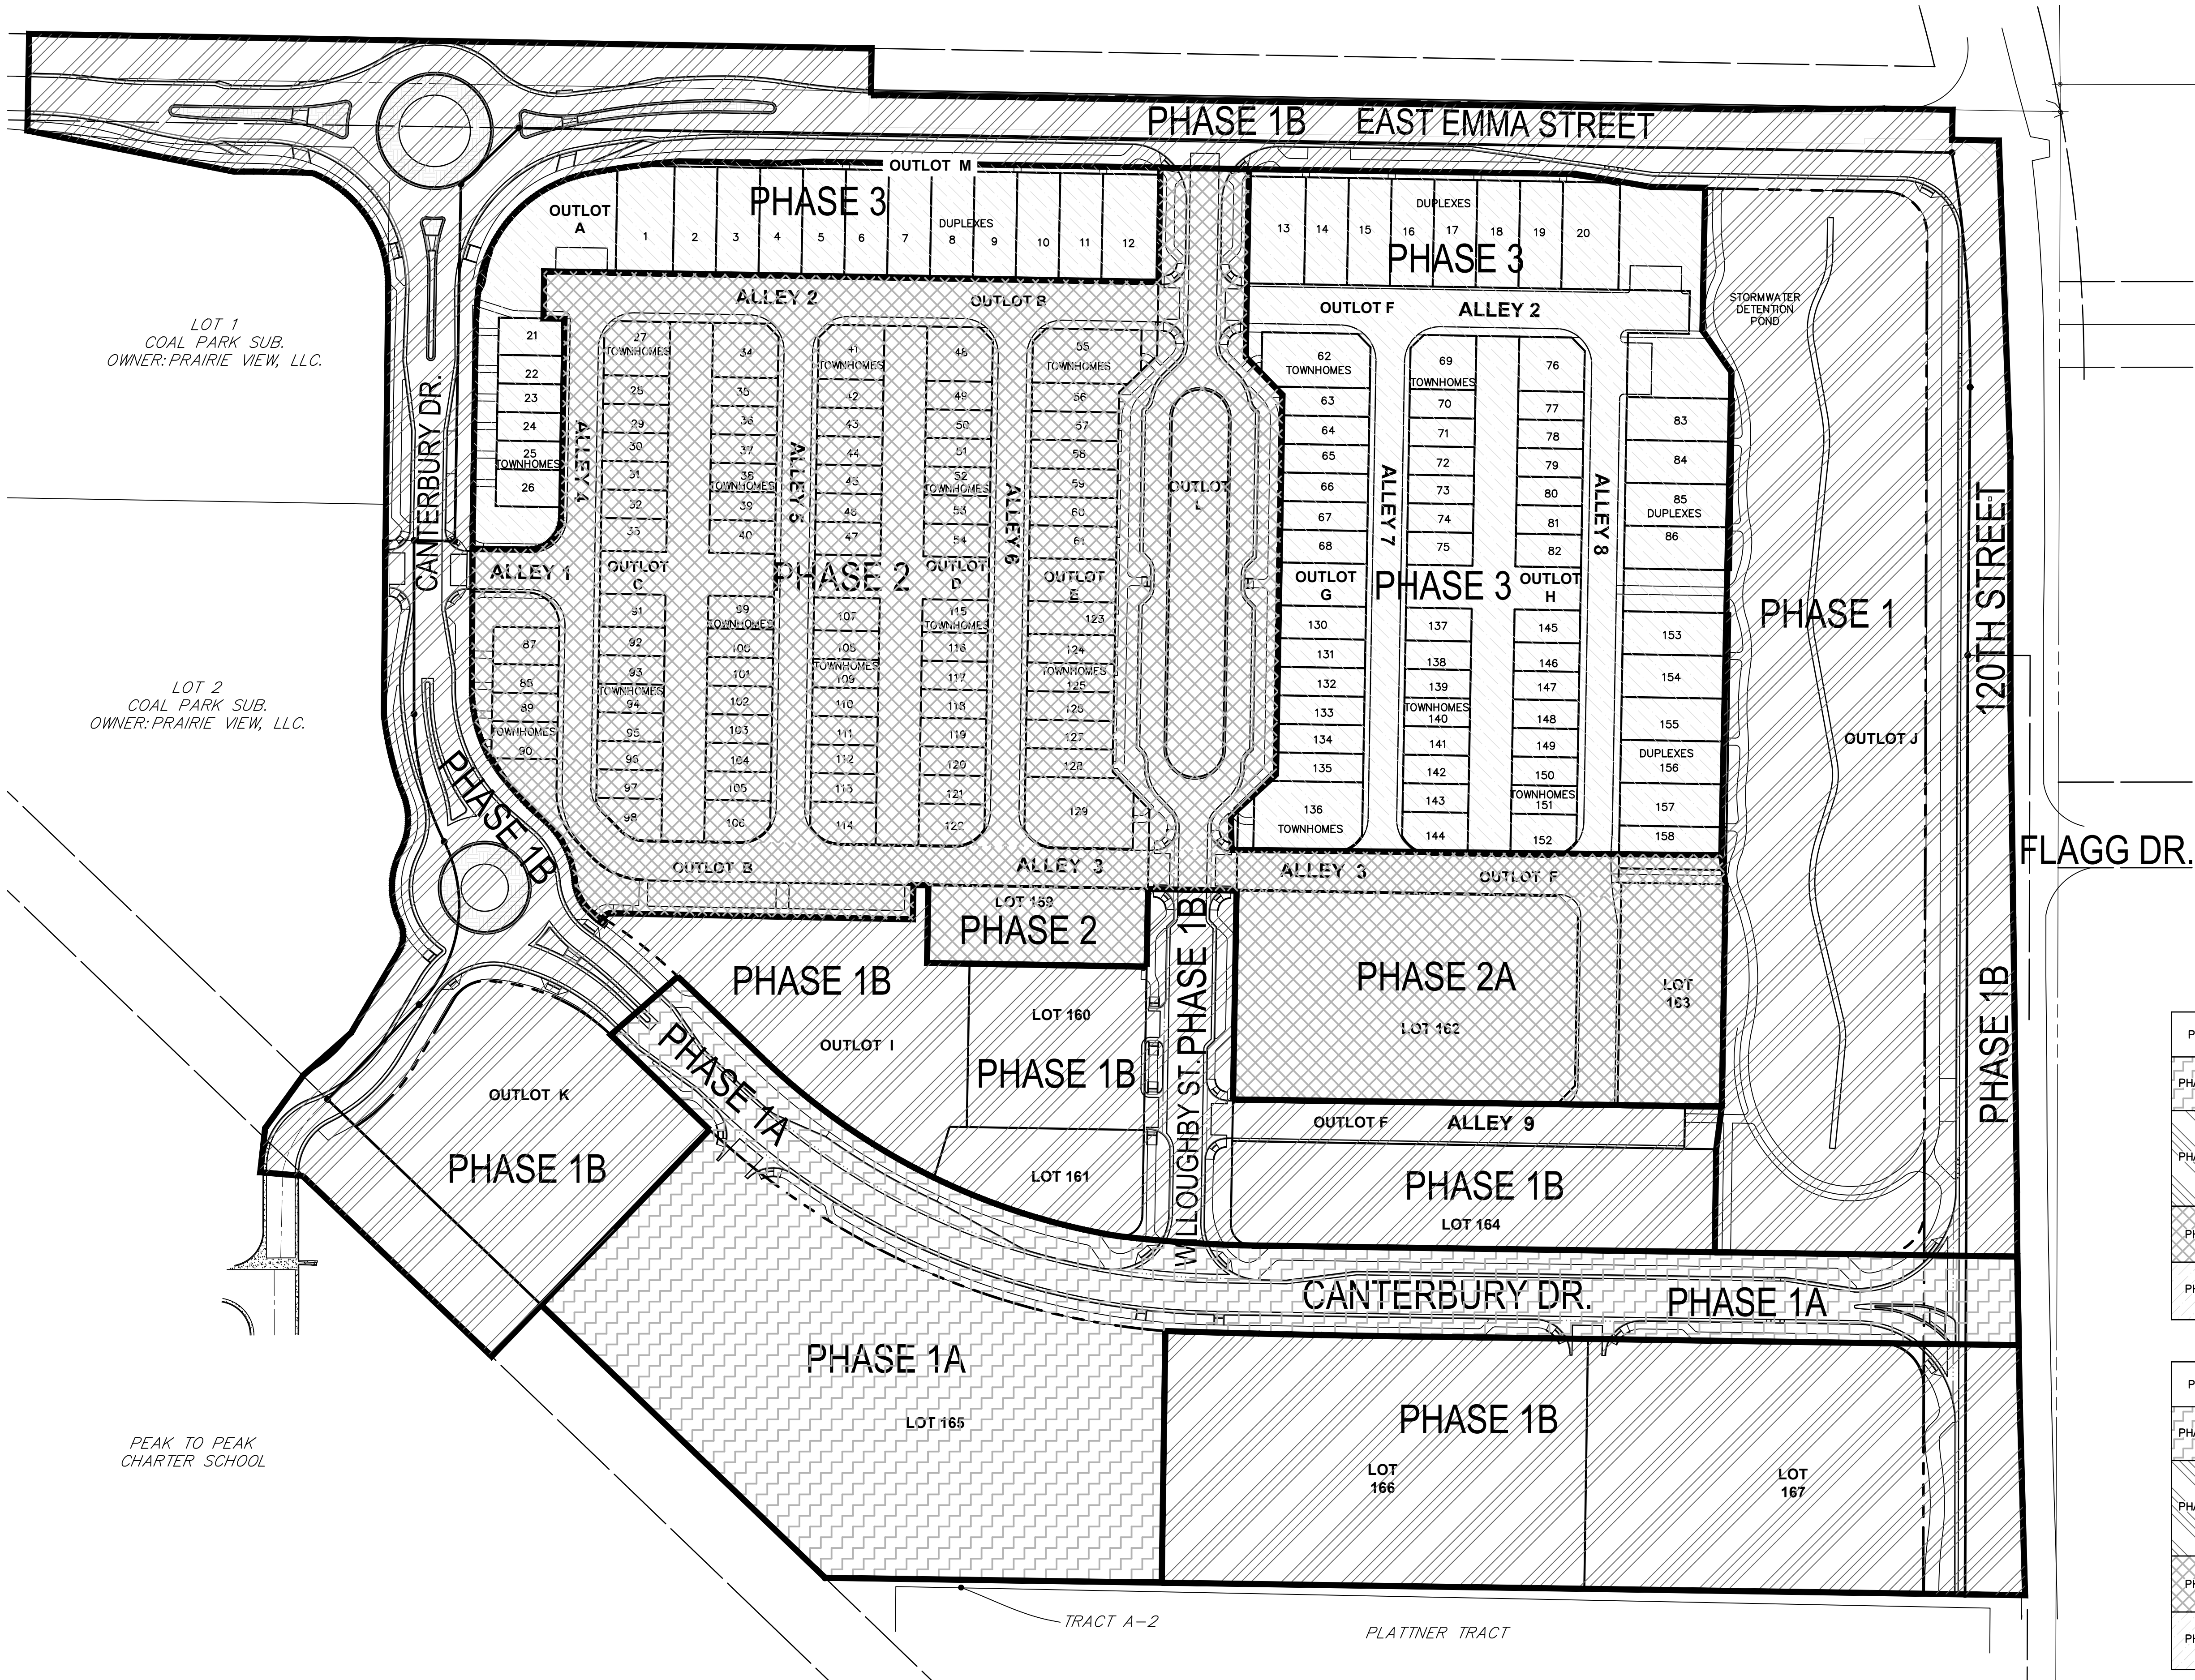 PHASE 1B EAST EMMA STREET
OUTLOT M
PHASE 3
OUTLOT
A
DUPLEXES
1 2 3 4 5 6 7 8 9 10 11 12
DUPLEXES
13 14 15 16 17 18 19 20
PHASE 3
ALLEY 2
OUTLOT B
OUTLOT F
ALLEY 2
STORMWATER
DETENTION
POND
LOT 1
COAL PARK SUB.
OWNER: PRAIRIE VIEW, LLC.
CANTERBURY DR.
21
22
23
24
25
TOWNHOMES
26
ALLEY 4
27
TOWNHOMES
28
29
30
31
32
33
34
35
36
37
38
TOWNHOMES
39
40
ALLEY 5
41
TOWNHOMES
42
43
44
45
46
47
48
49
50
51
52
TOWNHOMES
53
54
ALLEY 6
55
TOWNHOMES
56
57
58
59
60
61
OUTLOT
L
62
TOWNHOMES
63
64
65
66
67
68
ALLEY 7
69
TOWNHOMES
70
71
72
73
74
75
76
77
78
79
80
81
82
ALLEY 8
83
84
85
DUPLEXES
86
120TH STREET
ALLEY 1
OUTLOT
C
PHASE 2
OUTLOT
D
OUTLOT
E
OUTLOT
G
PHASE 3
OUTLOT
H
PHASE 1
OUTLOT J
LOT 2
COAL PARK SUB.
OWNER: PRAIRIE VIEW, LLC.
87
88
89
TOWNHOMES
90
91
92
93
TOWNHOMES
94
95
96
97
98
99
TOWNHOMES
100
101
102
103
104
105
106
107
108
TOWNHOMES
109
110
111
112
113
114
115
TOWNHOMES
116
117
118
119
120
121
122
123
124
TOWNHOMES
125
126
127
128
129
130
131
132
133
134
135
136
TOWNHOMES
137
138
139
TOWNHOMES
140
141
142
143
144
145
146
147
148
149
150
TOWNHOMES
151
152
153
154
155
DUPLEXES
156
157
158
PHASE 1B
FLAGG DR.
OUTLOT B
ALLEY 3
ALLEY 3
OUTLOT F
LOT 159
PHASE 2
PHASE 1B
OUTLOT I
LOT 160
PHASE 1B
LOT 161
WILLOUGHBY ST. PHASE 1B
PHASE 2A
LOT 162
LOT
163
PHASE 1B
OUTLOT K
PHASE 1B
PHASE 1A
OUTLOT F
ALLEY 9
PHASE 1B
LOT 164
CANTERBURY DR.
PHASE 1A
PHASE 1A
LOT 165
PHASE 1B
LOT
166
LOT
167
PEAK TO PEAK
CHARTER SCHOOL
TRACT A-2
PLATTNER TRACT